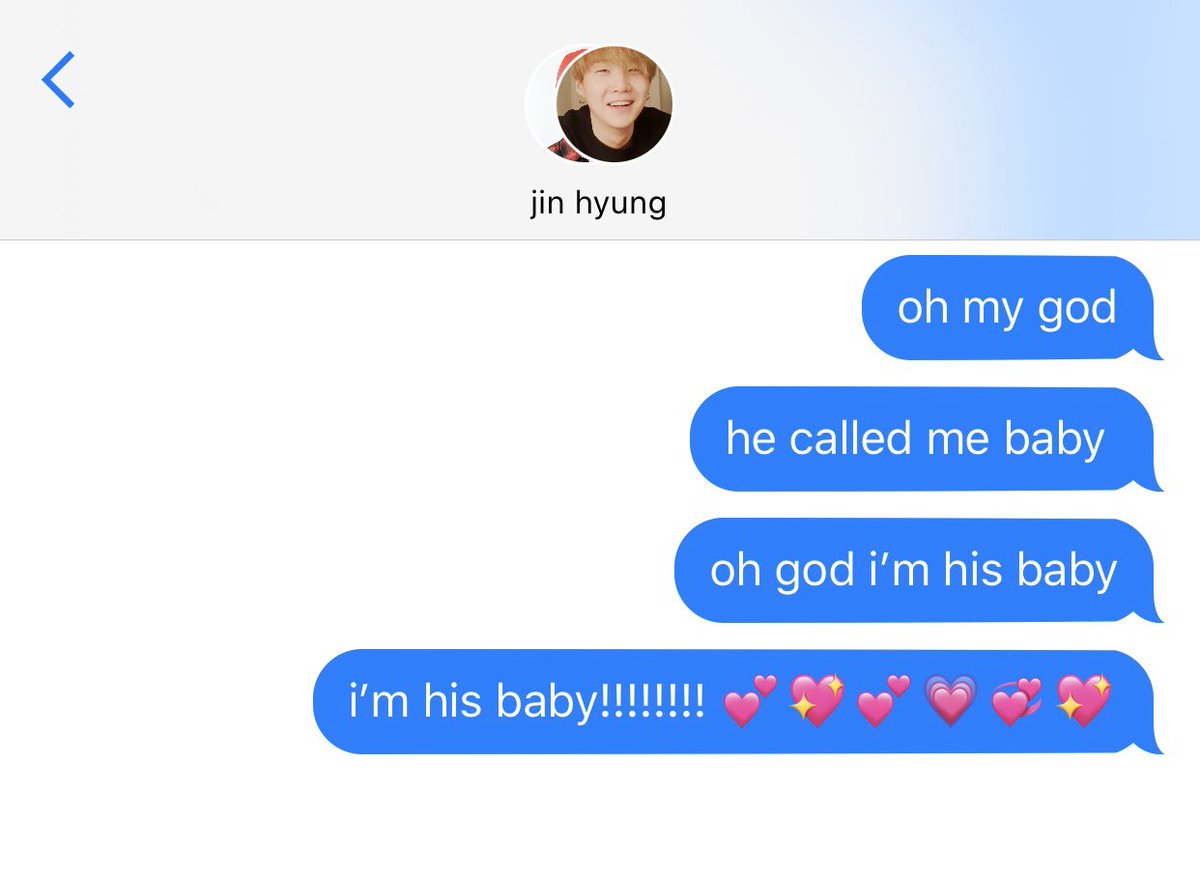 jin hyung
oh my god
he called me baby
oh god i’m his baby
i’m his baby!!!!!!!! 💕 💖 💕 💗 💞 💖